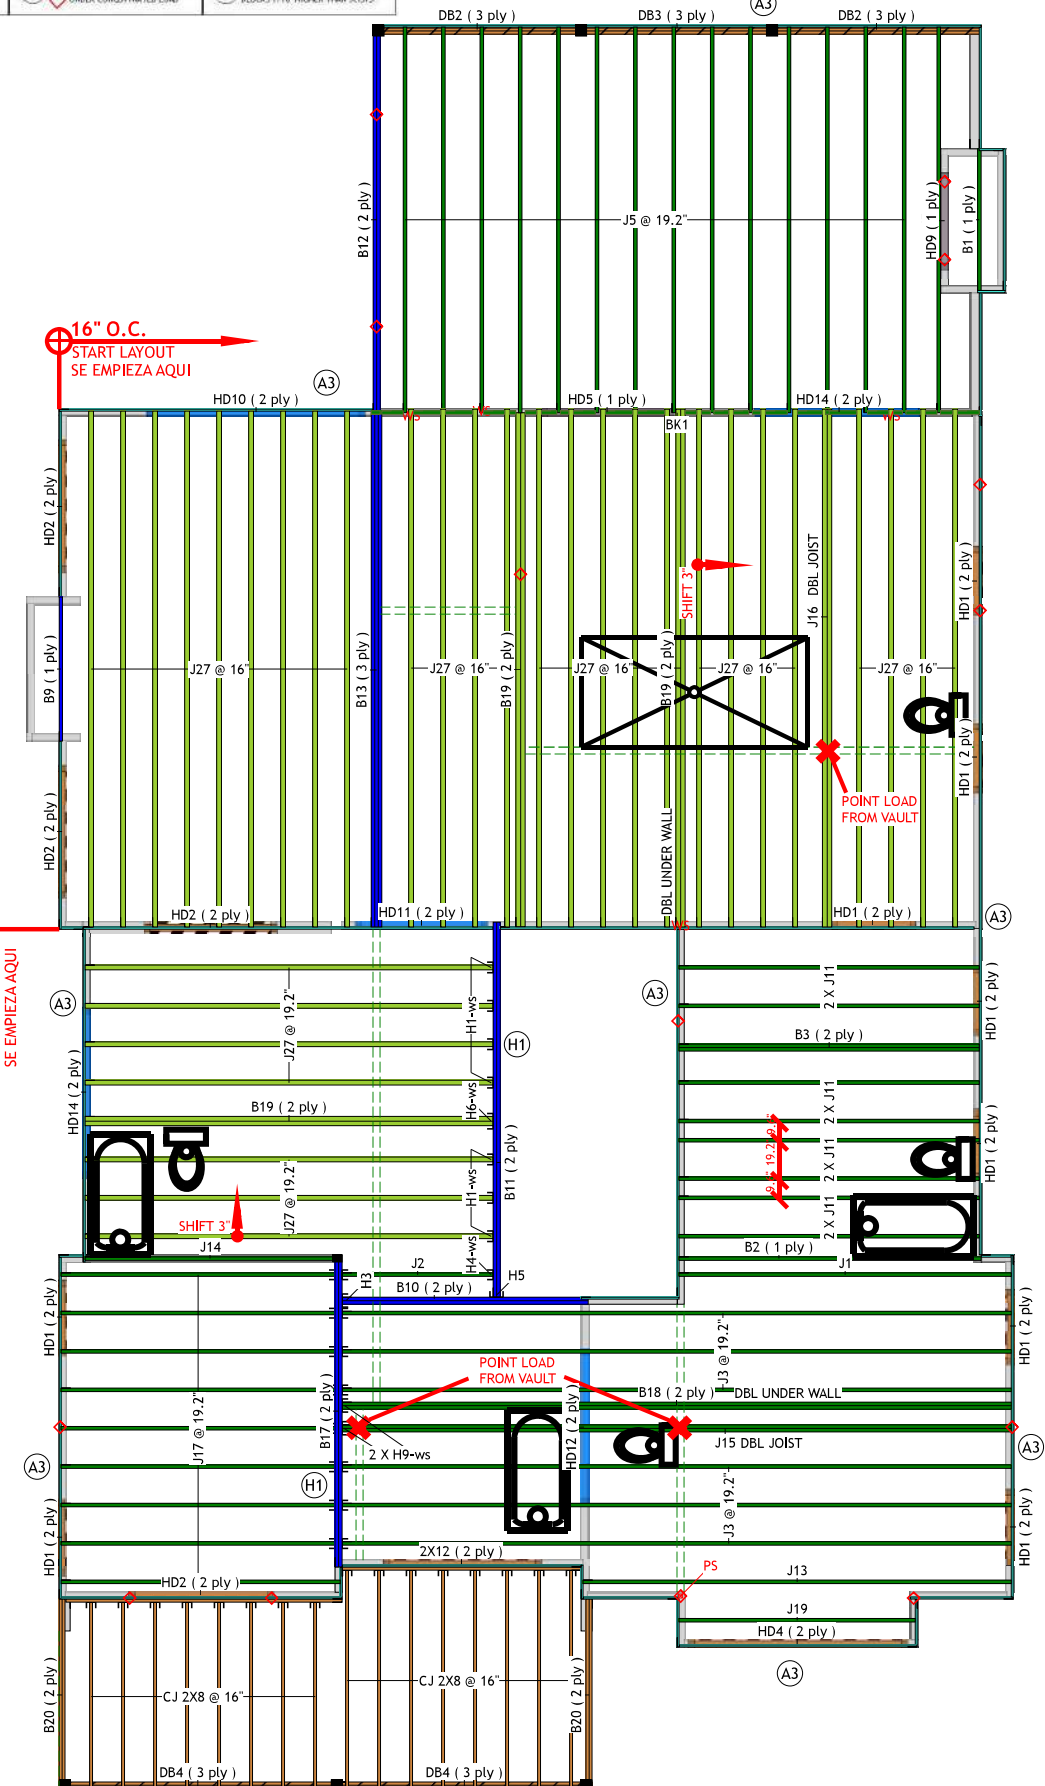 DB2 ( 3 ply )
DB3 ( 3 ply )
A3
DB2 ( 3 ply )
B12 ( 2 ply )
J5 @ 19.2"
HD9 ( 1 ply )
B1 ( 1 ply )
16" O.C.
START LAYOUT
SE EMPIEZA AQUI
A3
HD10 ( 2 ply )
HD5 ( 1 ply )
HD14 ( 2 ply )
WS
WS
WS
BK1
HD2 ( 2 ply )
J16 DBL JOIST
SHIFT 3"
HD1 ( 2 ply )
B9 ( 1 ply )
J27 @ 16"
B13 ( 3 ply )
J27 @ 16"
B19 ( 2 ply )
J27 @ 16"
B19 ( 2 ply )
J27 @ 16"
J27 @ 16"
HD1 ( 2 ply )
HD2 ( 2 ply )
POINT LOAD
FROM VAULT
DBL UNDER WALL
HD2 ( 2 ply )
HD11 ( 2 ply )
HD1 ( 2 ply )
WS
A3
SE EMPIEZA AQUI
A3
J27 @ 19.2"
H1-ws
H1
A3
2 X J11
HD1 ( 2 ply )
B3 ( 2 ply )
HD14 ( 2 ply )
B19 ( 2 ply )
H6-ws
2 X J11
B11 ( 2 ply )
19.2"
2 X J11
HD1 ( 2 ply )
J27 @ 19.2"
H1-ws
2 X J11
SHIFT 3"
H4-ws
J14
J2
H5
B2 ( 1 ply )
J1
H3
B10 ( 2 ply )
HD1 ( 2 ply )
J3 @ 19.2"
HD1 ( 2 ply )
POINT LOAD
FROM VAULT
B18 ( 2 ply )
DBL UNDER WALL
J17 @ 19.2"
B17 ( 2 ply )
2 X H9-ws
HD12 ( 2 ply )
J15 DBL JOIST
A3
A3
H1
J3 @ 19.2"
HD1 ( 2 ply )
HD1 ( 2 ply )
2X12 ( 2 ply )
PS
J13
HD2 ( 2 ply )
J19
HD4 ( 2 ply )
A3
B20 ( 2 ply )
CJ 2X8 @ 16"
CJ 2X8 @ 16"
B20 ( 2 ply )
DB4 ( 3 ply )
DB4 ( 3 ply )